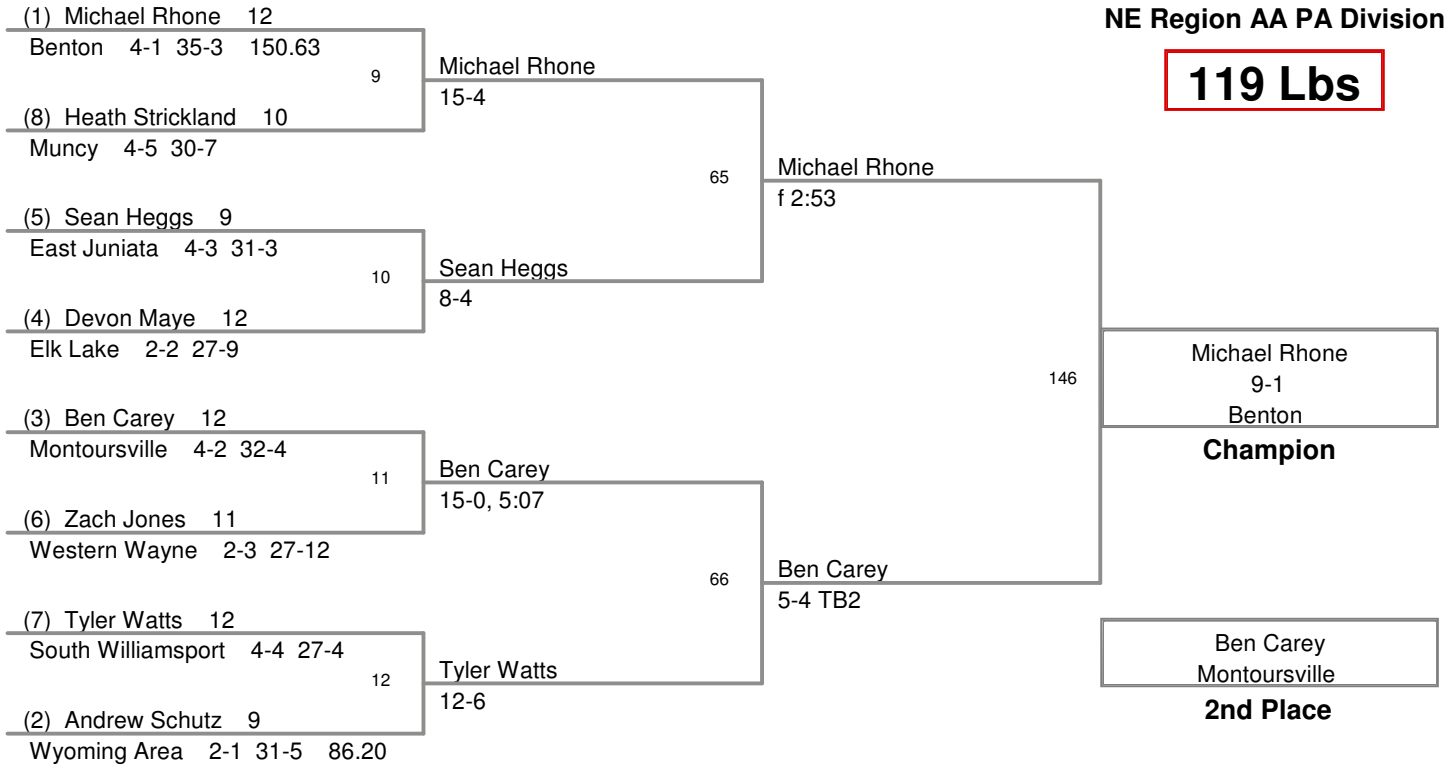 (1) Michael Rhone 12
Benton 4-1 35-3 150.63
9
(8) Heath Strickland 10
Muncy 4-5 30-7
(5) Sean Heggs 9
East Juniata 4-3 31-3
10
(4) Devon Maye 12
Elk Lake 2-2 27-9
(3) Ben Carey 12
Montoursville 4-2 32-4
11
(6) Zach Jones 11
Western Wayne 2-3 27-12
(7) Tyler Watts 12
South Williamsport 4-4 27-4
12
(2) Andrew Schutz 9
Wyoming Area 2-1 31-5 86.20
Michael Rhone
15-4
65
Sean Heggs
8-4
Ben Carey
15-0, 5:07
66
Tyler Watts
12-6
Michael Rhone
f 2:53
146
Ben Carey
5-4 TB2
NE Region AA PA Division
119 Lbs
Michael Rhone
9-1
Benton
Champion
Ben Carey
Montoursville
2nd Place